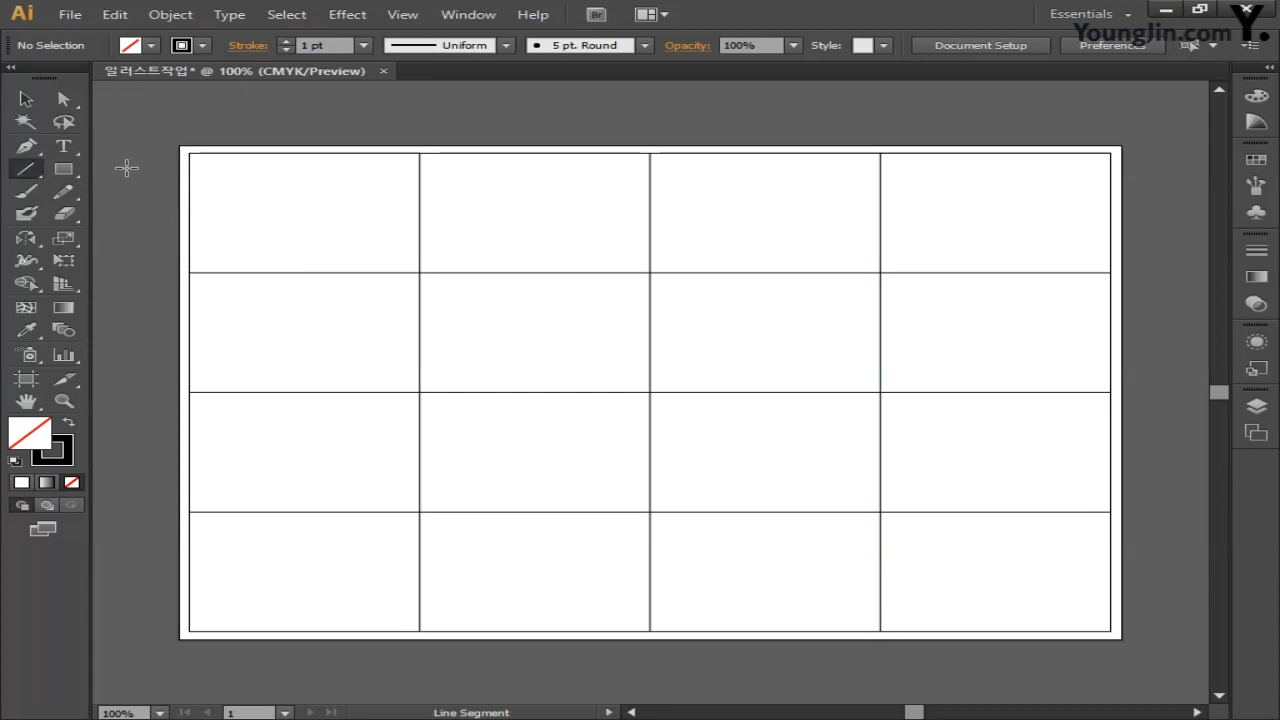 Ai File Edit Object Type Select Effect View Window Help Br Essentials
YoungJin.com Y.
No Selection Stroke: 1 pt Uniform 5 pt. Round Opacity: 100% Style: Document Setup Preferences
일러스트작업* @ 100% (CMYK/Preview) ×
T
100% 1 Line Segment